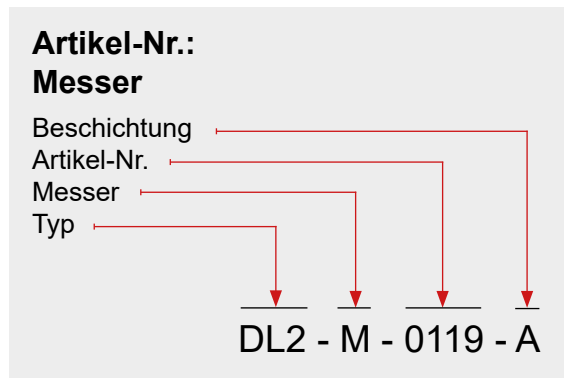 Artikel-Nr.:
Messer
Beschichtung
Artikel-Nr.
Messer
Typ
DL2 - M - 0119 - A